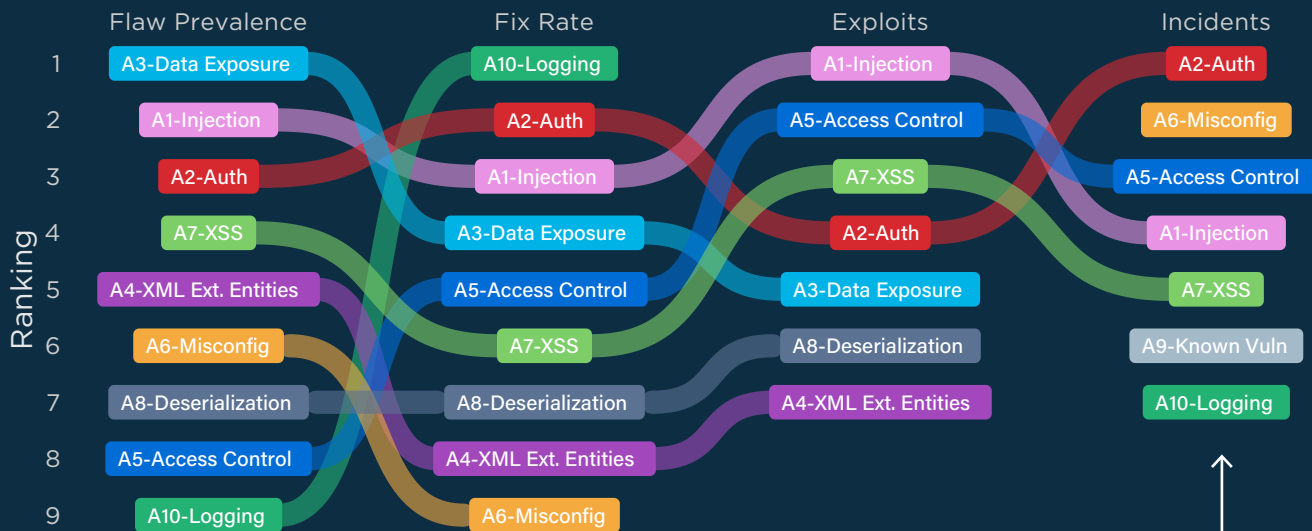 Flaw Prevalence Fix Rate Exploits Incidents
Ranking
1 A3-Data Exposure A10-Logging A1-Injection A2-Auth
2 A1-Injection A2-Auth A5-Access Control A6-Misconfig
3 A2-Auth A1-Injection A7-XSS A5-Access Control
4 A7-XSS A3-Data Exposure A2-Auth A1-Injection
5 A4-XML Ext. Entities A5-Access Control A3-Data Exposure A7-XSS
6 A6-Misconfig A7-XSS A8-Deserialization A9-Known Vuln
7 A8-Deserialization A8-Deserialization A4-XML Ext. Entities A10-Logging
8 A5-Access Control A4-XML Ext. Entities
9 A10-Logging A6-Misconfig